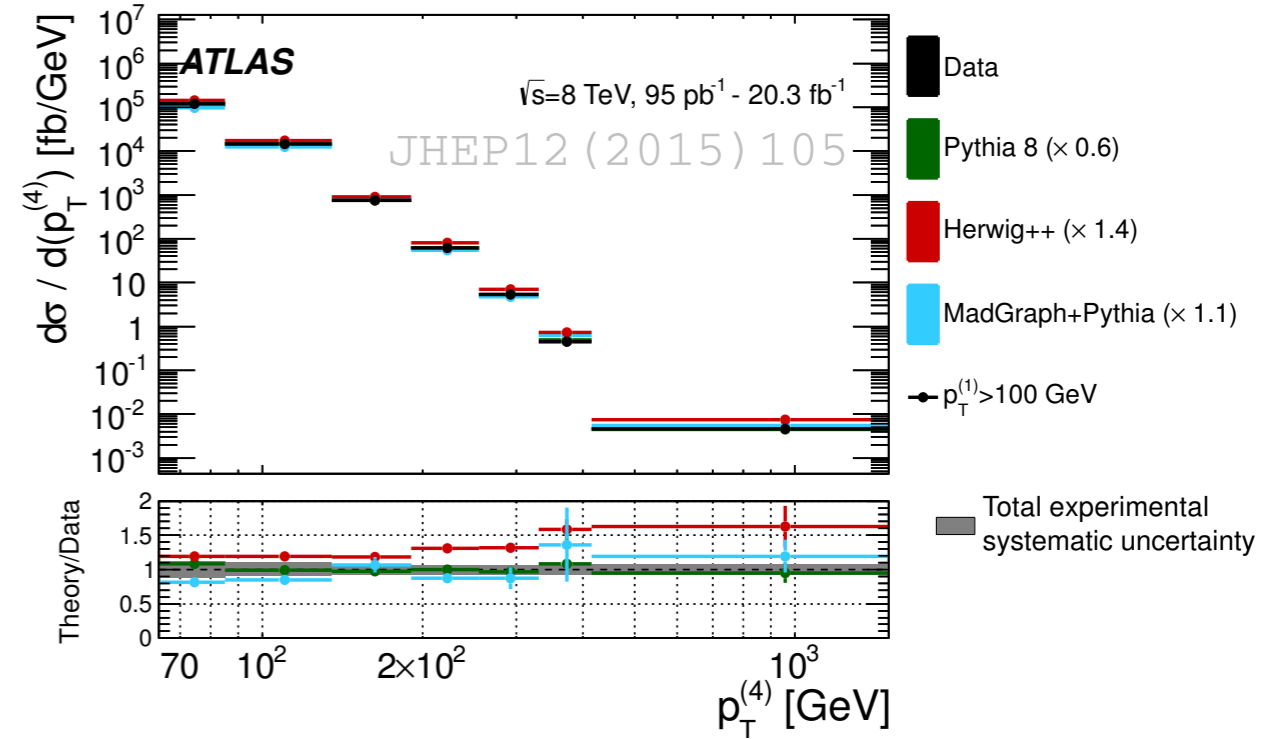 ATLAS
√s=8 TeV, 95 pb⁻¹ - 20.3 fb⁻¹
JHEP12(2015)105
dσ / d(p_T^(4)) [fb/GeV]
10⁷
10⁶
10⁵
10⁴
10³
10²
10
1
10⁻¹
10⁻²
10⁻³
Data
Pythia 8 (× 0.6)
Herwig++ (× 1.4)
MadGraph+Pythia (× 1.1)
p_T^(1)>100 GeV
Theory/Data
2
1.5
1
0.5
0
Total experimental
systematic uncertainty
70 10² 2×10² 10³
p_T^(4) [GeV]